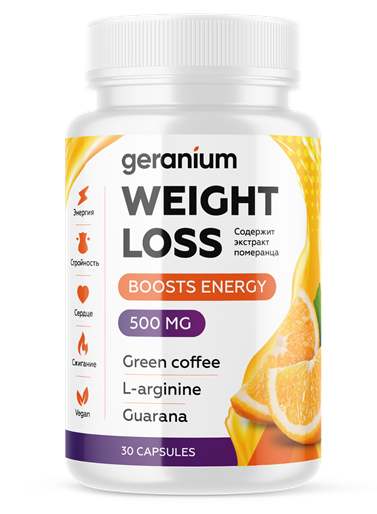 geranium
WEIGHT
LOSS
Содержит
экстракт
померанца
BOOSTS ENERGY
500 MG
Green coffee
L-arginine
Guarana
30 CAPSULES
Энергия
Стройность
Сердце
Сжигание
Vegan